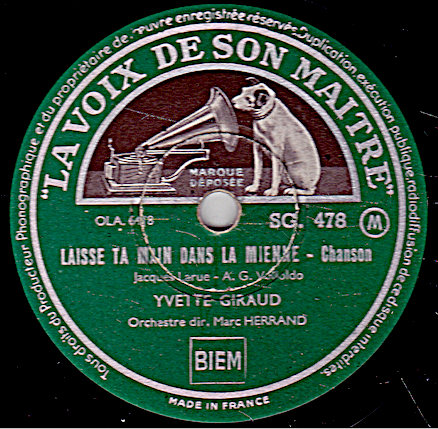 Tous droits du Producteur Phonographique et du propriétaire de l'œuvre enregistrée réservés. Duplication, exécution publique, radiodiffusion de ce disque interdites.
"LA VOIX DE SON MAITRE"
MARQUE
DÉPOSÉE
OLA. SG. 478 M
LAISSE TA MAIN DANS LA MIENNE - Chanson
Jacques Larue - A. G.
YVETTE GIRAUD
Orchestre dir. Marc HERRAND
BIEM
MADE IN FRANCE